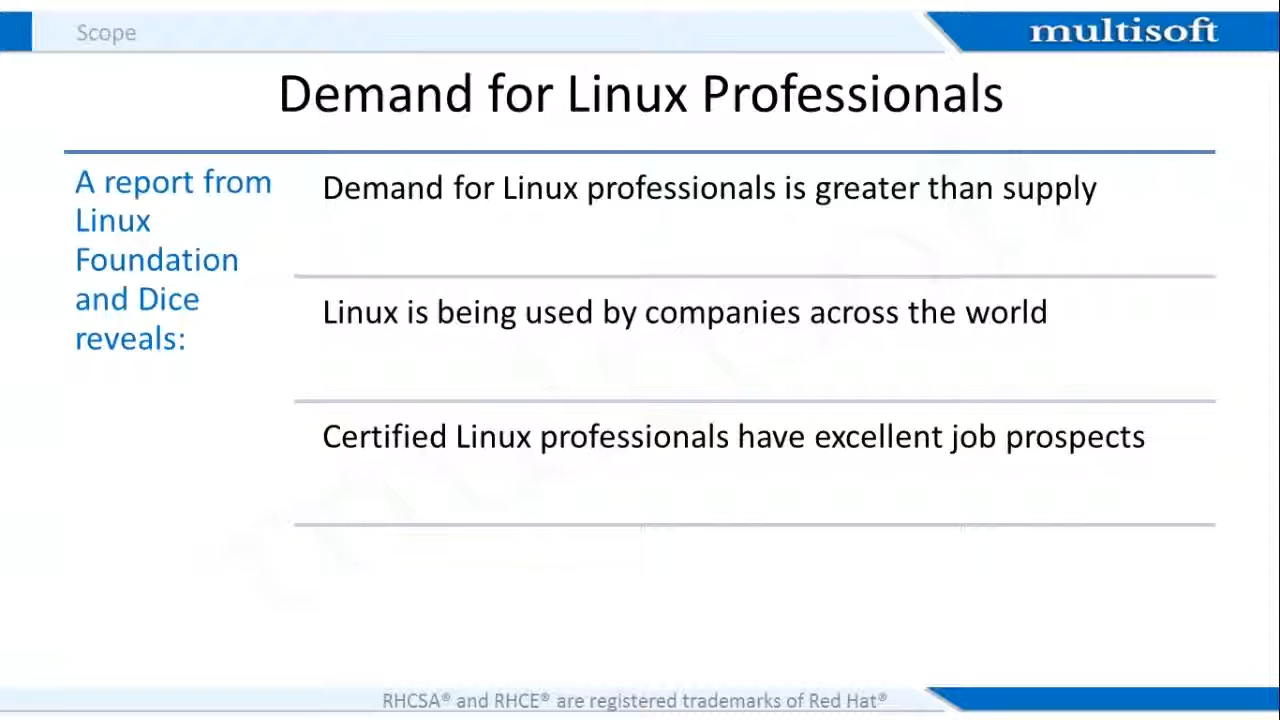 Scope
multisoft
Demand for Linux Professionals
A report from
Linux
Foundation
and Dice
reveals:
Demand for Linux professionals is greater than supply
Linux is being used by companies across the world
Certified Linux professionals have excellent job prospects
RHCSA® and RHCE® are registered trademarks of Red Hat®